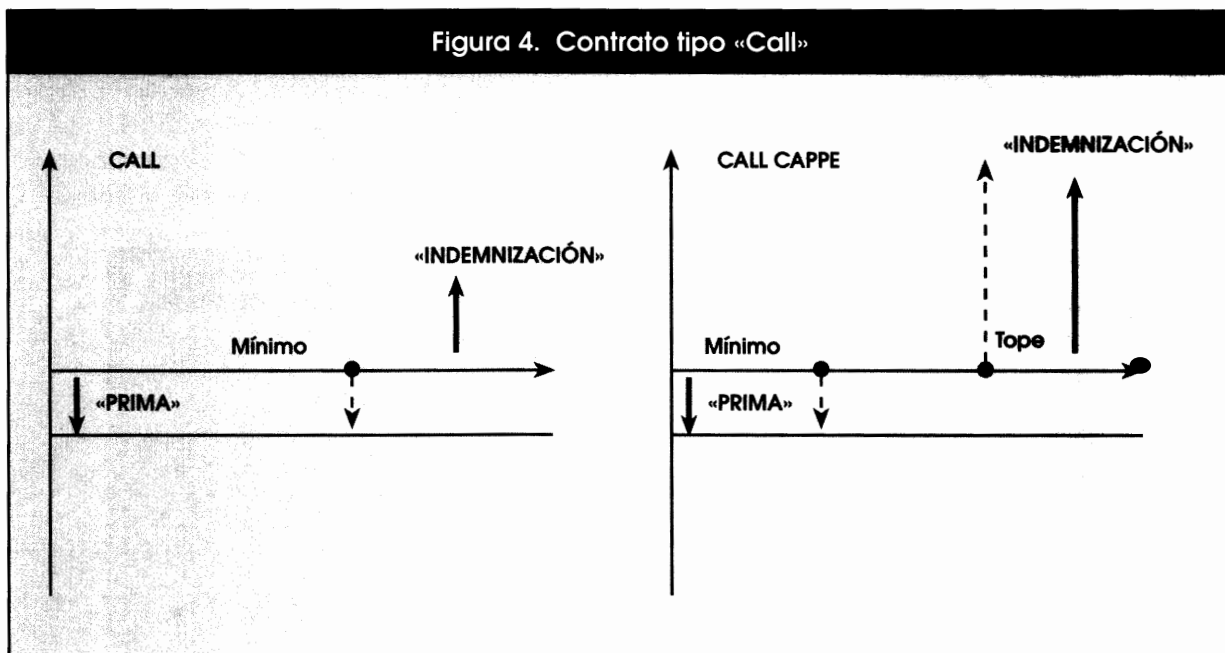 Figura 4. Contrato tipo «Call»
CALL
«INDEMNIZACIÓN»
Mínimo
«PRIMA»
CALL CAPPE
«INDEMNIZACIÓN»
Mínimo
Tope
«PRIMA»